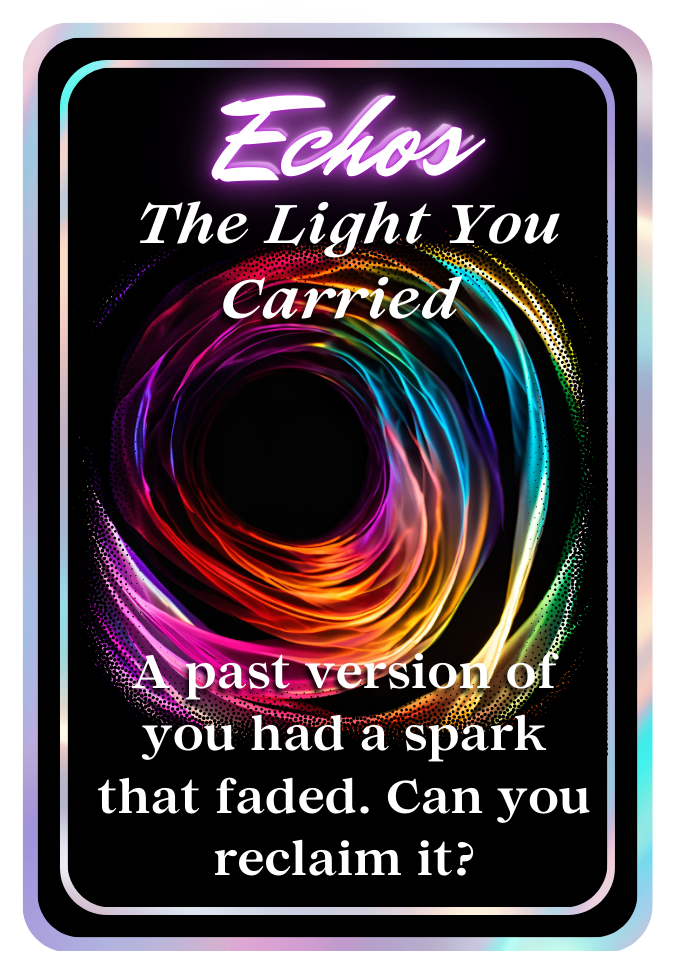 Echos
The Light You
Carried
A past version of
you had a spark
that faded. Can you
reclaim it?